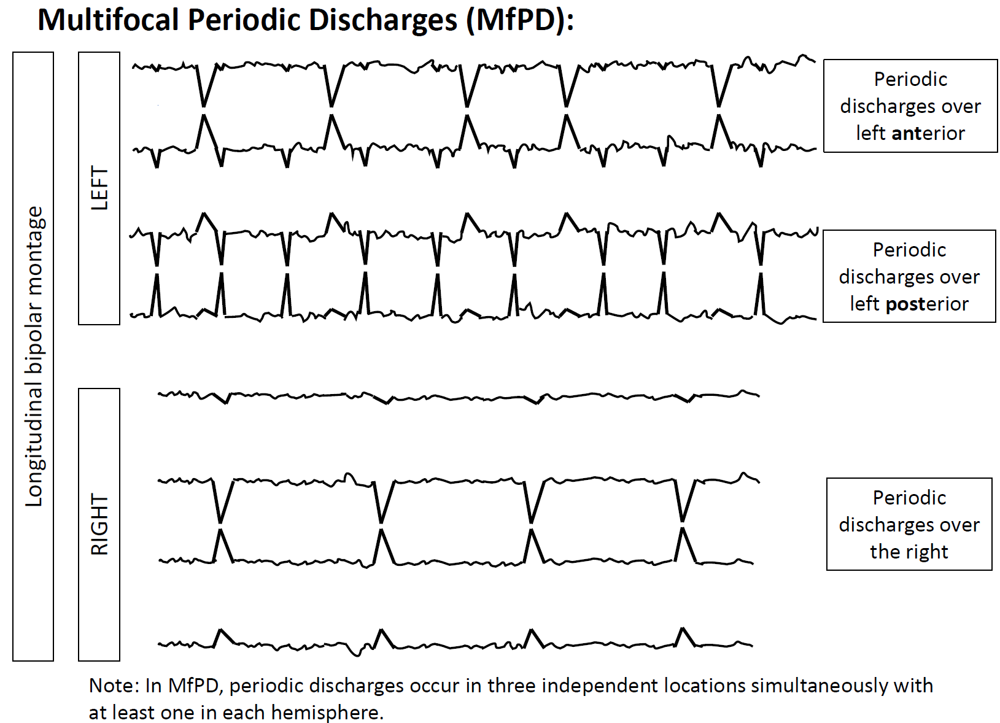 Multifocal Periodic Discharges (MfPD):
Longitudinal bipolar montage
LEFT
Periodic
discharges over
left anterior
Periodic
discharges over
left posterior
RIGHT
Periodic
discharges over
the right
Note: In MfPD, periodic discharges occur in three independent locations simultaneously with
at least one in each hemisphere.